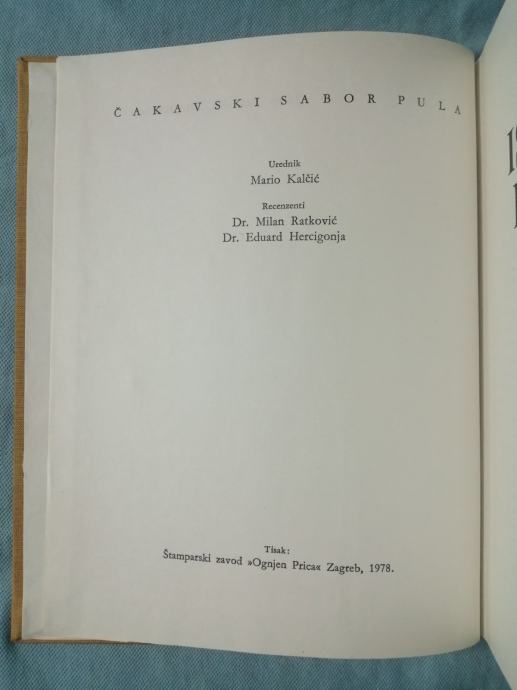 ČAKAVSKI SABOR PULA
Urednik
Mario Kalčić
Recenzenti
Dr. Milan Ratković
Dr. Eduard Hercigonja
Tisak:
Štamparski zavod »Ognjen Prica« Zagreb, 1978.